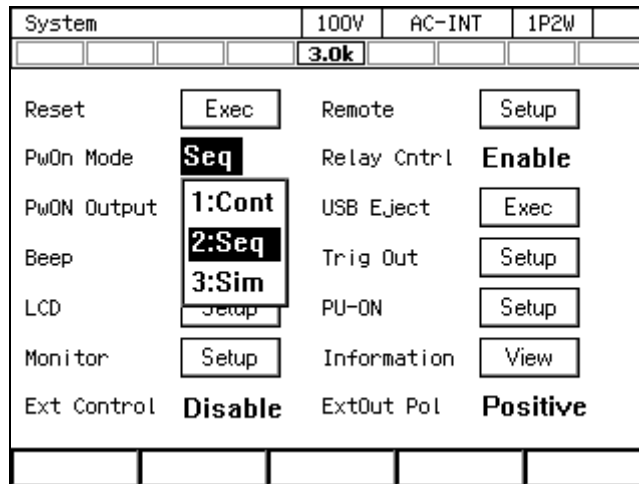 System 100V AC-INT 1P2W
3.0k
Reset Exec Remote Setup
PwOn Mode Seq Relay Cntrl Enable
PwON Output 1:Cont USB Eject Exec
Beep 2:Seq Trig Out Setup
3:Sim
LCD Setup PU-ON Setup
Monitor Setup Information View
Ext Control Disable ExtOut Pol Positive